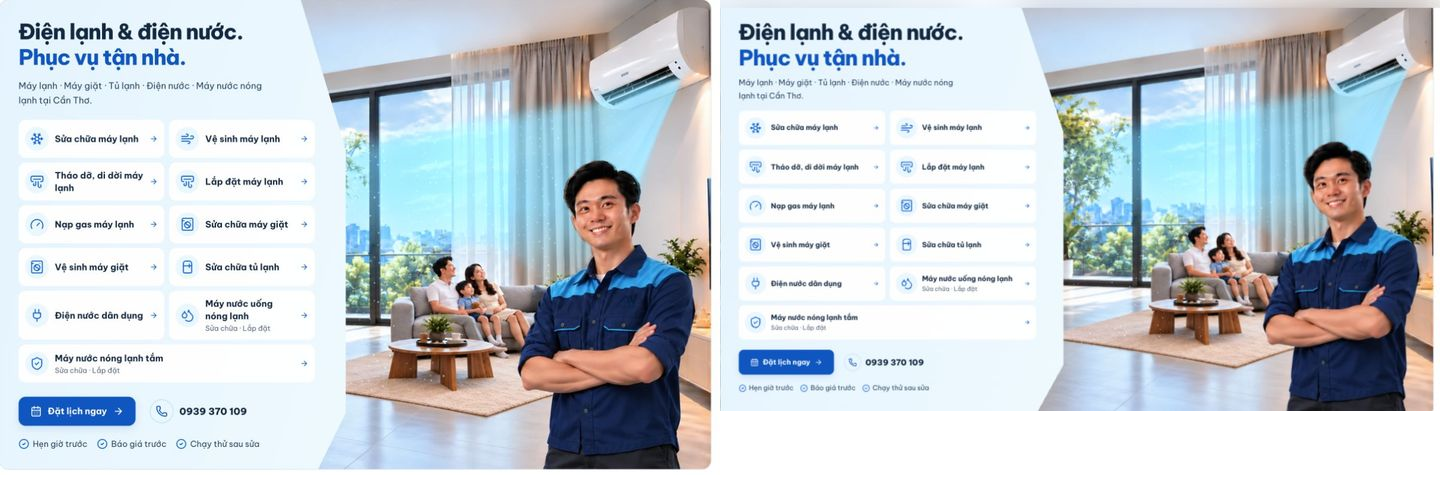 Điện lạnh & điện nước.
Phục vụ tận nhà.
Máy lạnh · Máy giặt · Tủ lạnh · Điện nước · Máy nước nóng
lạnh tại Cần Thơ.
Sửa chữa máy lạnh
Vệ sinh máy lạnh
Tháo dỡ, di dời máy
lạnh
Lắp đặt máy lạnh
Nạp gas máy lạnh
Sửa chữa máy giặt
Vệ sinh máy giặt
Sửa chữa tủ lạnh
Điện nước dân dụng
Máy nước uống
nóng lạnh
Sửa chữa · Lắp đặt
Máy nước nóng lạnh tắm
Sửa chữa · Lắp đặt
Đặt lịch ngay
0939 370 109
Hẹn giờ trước
Báo giá trước
Chạy thử sau sửa
Điện lạnh & điện nước.
Phục vụ tận nhà.
Máy lạnh · Máy giặt · Tủ lạnh · Điện nước · Máy nước nóng
lạnh tại Cần Thơ.
Sửa chữa máy lạnh
Vệ sinh máy lạnh
Tháo dỡ, di dời máy lạnh
Lắp đặt máy lạnh
Nạp gas máy lạnh
Sửa chữa máy giặt
Vệ sinh máy giặt
Sửa chữa tủ lạnh
Điện nước dân dụng
Máy nước uống nóng lạnh
Sửa chữa · Lắp đặt
Máy nước nóng lạnh tắm
Sửa chữa · Lắp đặt
Đặt lịch ngay
0939 370 109
Hẹn giờ trước
Báo giá trước
Chạy thử sau sửa